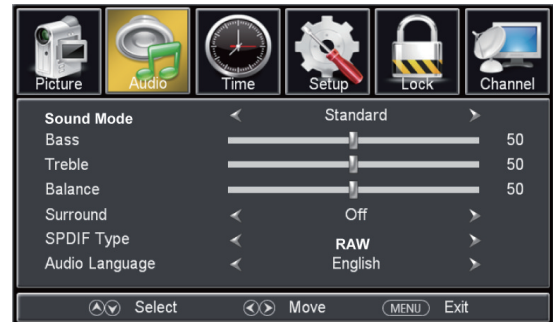 Picture Audio Time Setup Lock Channel
Sound Mode Standard
Bass 50
Treble 50
Balance 50
Surround Off
SPDIF Type RAW
Audio Language English
Select Move MENU Exit